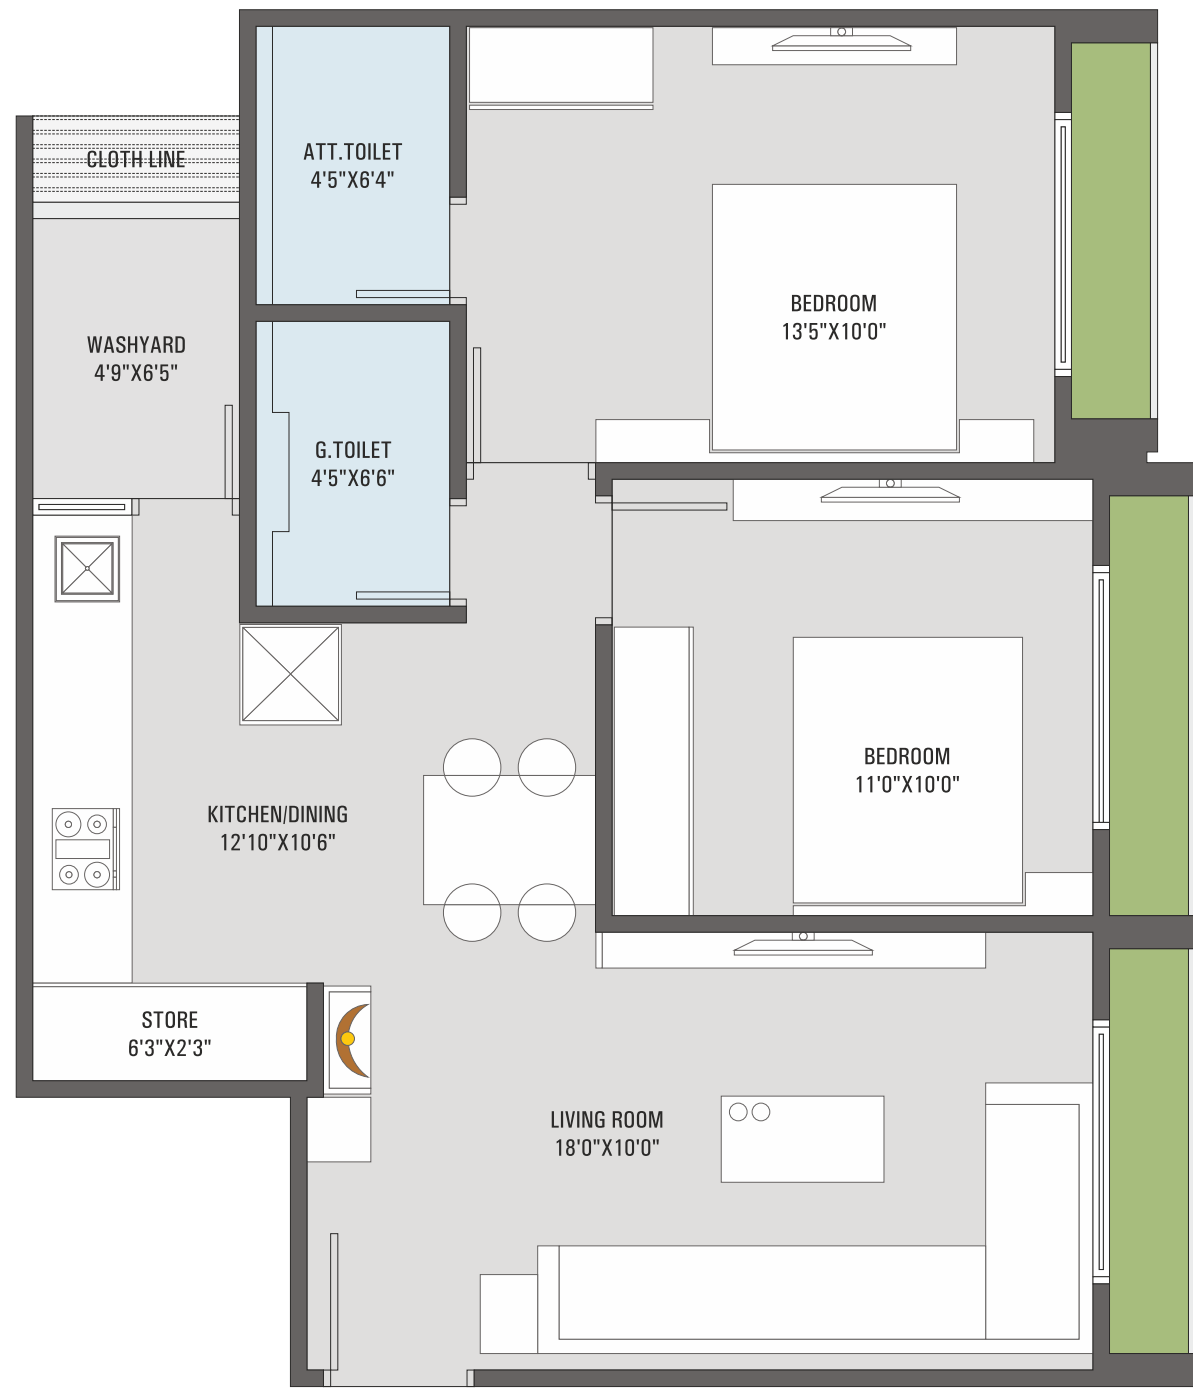 CLOTH LINE
ATT.TOILET
4'5"X6'4"
BEDROOM
13'5"X10'0"
WASHYARD
4'9"X6'5"
G.TOILET
4'5"X6'6"
BEDROOM
11'0"X10'0"
KITCHEN/DINING
12'10"X10'6"
STORE
6'3"X2'3"
LIVING ROOM
18'0"X10'0"